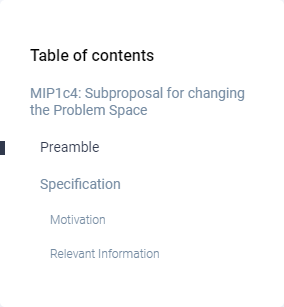 Table of contents
MIP1c4: Subproposal for changing
the Problem Space
Preamble
Specification
Motivation
Relevant Information